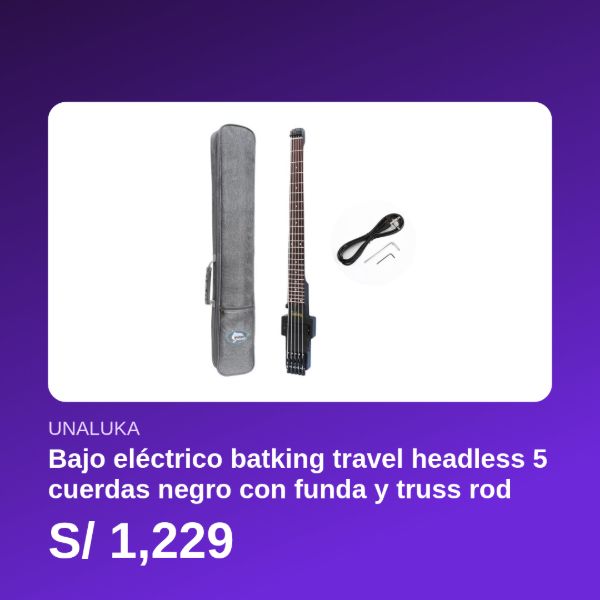 UNALUKA
Bajo eléctrico batking travel headless 5
cuerdas negro con funda y truss rod
S/ 1,229